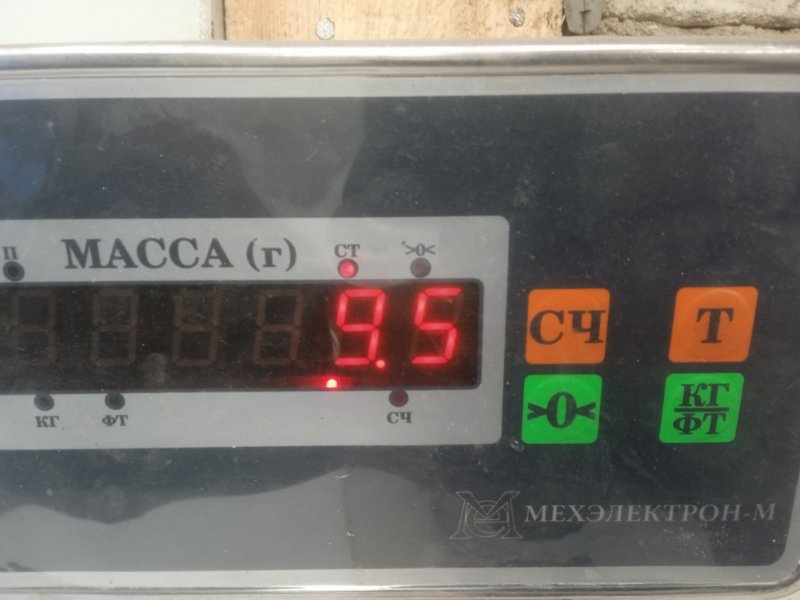 П МАССА (г) СТ >0<
9.5
КГ ФТ СЧ
СЧ Т
>0< КГ/ФТ
МЕХЭЛЕКТРОН-М